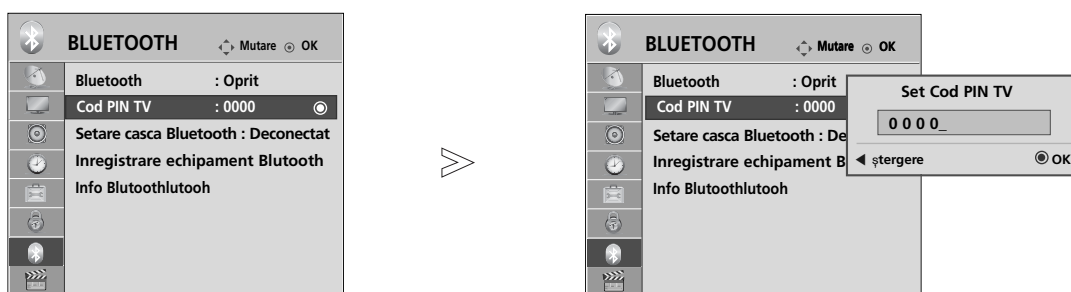 BLUETOOTH Mutare OK
Bluetooth : Oprit
Cod PIN TV : 0000
Setare casca Bluetooth : Deconectat
Inregistrare echipament Blutooth
Info Blutoothlutooh
BLUETOOTH Mutare OK
Bluetooth : Oprit
Cod PIN TV : 0000
Setare casca Bluetooth : De
Inregistrare echipament B
Info Blutoothlutooh
Set Cod PIN TV
0 0 0 0_
ștergere OK